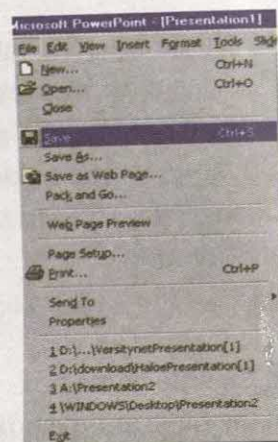 Microsoft PowerPoint - [Presentation1]
File Edit View Insert Format Tools Slide
New... Ctrl+N
Open... Ctrl+O
Close
Save Ctrl+S
Save As...
Save as Web Page...
Pack and Go...
Web Page Preview
Page Setup...
Print... Ctrl+P
Send To
Properties
1 D:\...\VersitynetPresentation[1]
2 D:\download\HaloePresentation[1]
3 A:\Presentation2
4 \WINDOWS\Desktop\Presentation2
Exit